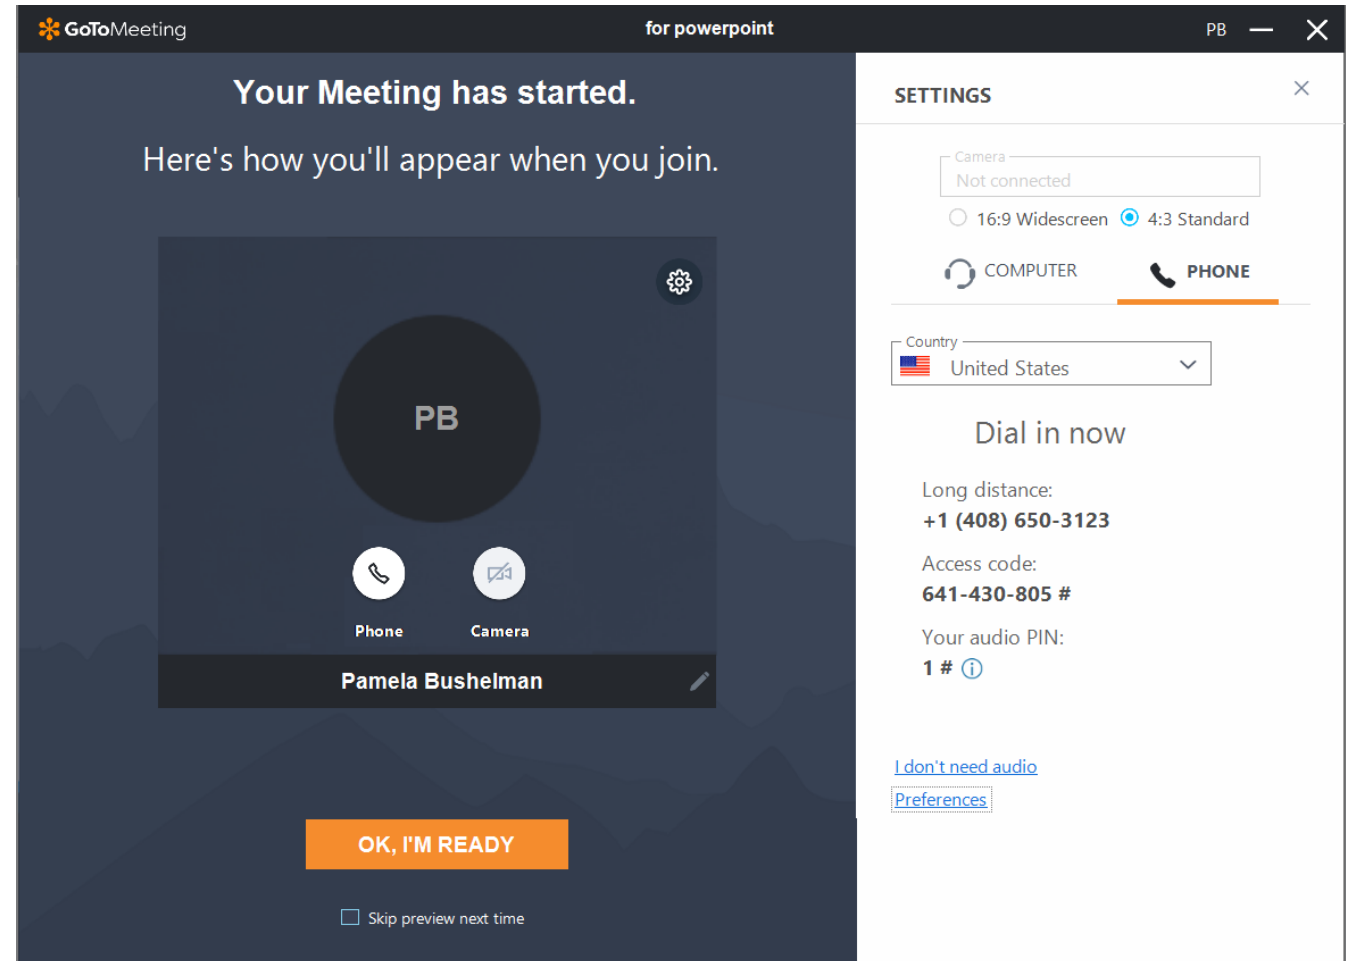 GoToMeeting
for powerpoint
PB
Your Meeting has started.
Here's how you'll appear when you join.
PB
Phone
Camera
Pamela Bushelman
OK, I'M READY
Skip preview next time
SETTINGS
Camera
Not connected
16:9 Widescreen
4:3 Standard
COMPUTER
PHONE
Country
United States
Dial in now
Long distance:
+1 (408) 650-3123
Access code:
641-430-805 #
Your audio PIN:
1 #
I don't need audio
Preferences